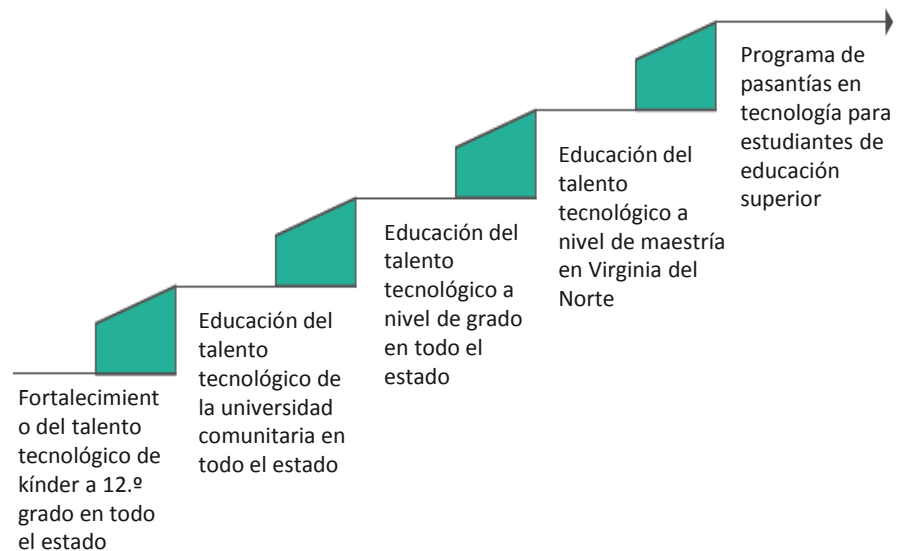 Fortalecimient
o del talento
tecnológico de
kínder a 12.º
grado en todo
el estado
Educación del
talento
tecnológico de
la universidad
comunitaria en
todo el estado
Educación del
talento
tecnológico a
nivel de grado
en todo el
estado
Educación del
talento
tecnológico a
nivel de maestría
en Virginia del
Norte
Programa de
pasantías en
tecnología para
estudiantes de
educación
superior